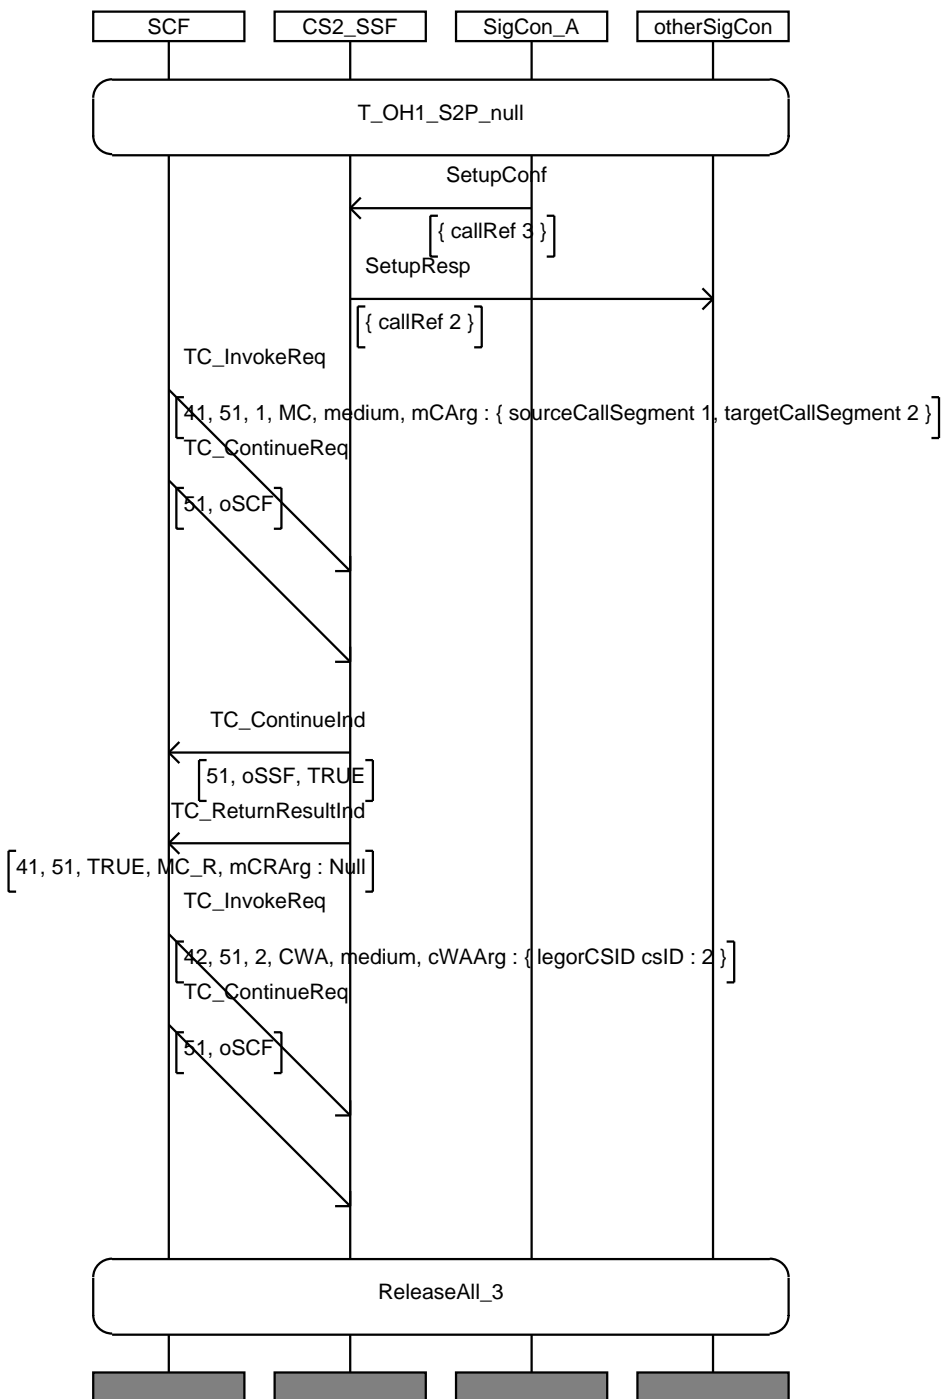 SCF CS2_SSF SigCon_A otherSigCon
T_OH1_S2P_null
SetupConf
{ callRef 3 }
SetupResp
{ callRef 2 }
TC_InvokeReq
41, 51, 1, MC, medium, mCArg : { sourceCallSegment 1, targetCallSegment 2 }
TC_ContinueReq
51, oSCF
TC_ContinueInd
51, oSSF, TRUE
TC_ReturnResultInd
41, 51, TRUE, MC_R, mCRArg : Null
TC_InvokeReq
42, 51, 2, CWA, medium, cWAArg : { legorCSID csID : 2 }
TC_ContinueReq
51, oSCF
ReleaseAll_3